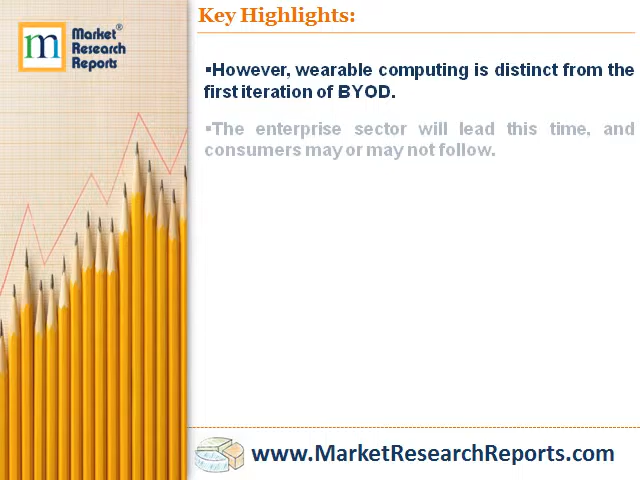 Key Highlights:
m
Market®
Research
Reports
▪However, wearable computing is distinct from the
first iteration of BYOD.
▪The enterprise sector will lead this time, and
consumers may or may not follow.
www.MarketResearchReports.com